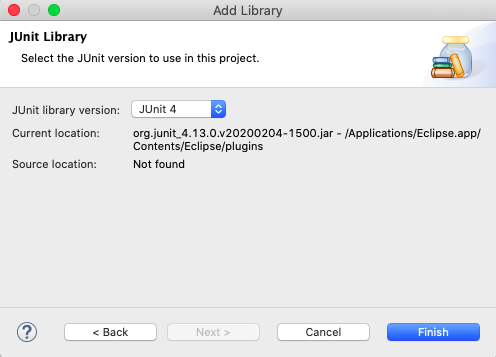 Add Library
JUnit Library
Select the JUnit version to use in this project.
JUnit library version: JUnit 4
Current location: org.junit_4.13.0.v20200204-1500.jar - /Applications/Eclipse.app/
Contents/Eclipse/plugins
Source location: Not found
? < Back Next > Cancel Finish